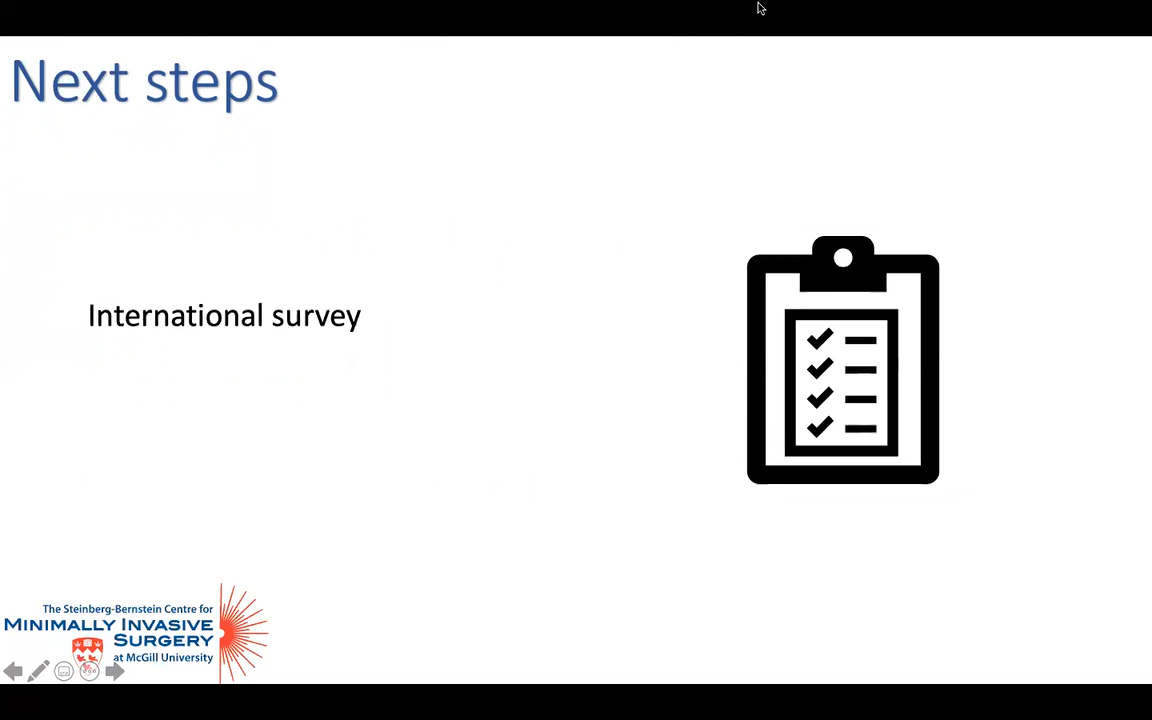 Next steps
International survey
The Steinberg-Bernstein Centre for
MINIMALLY INVASIVE
SURGERY
at McGill University